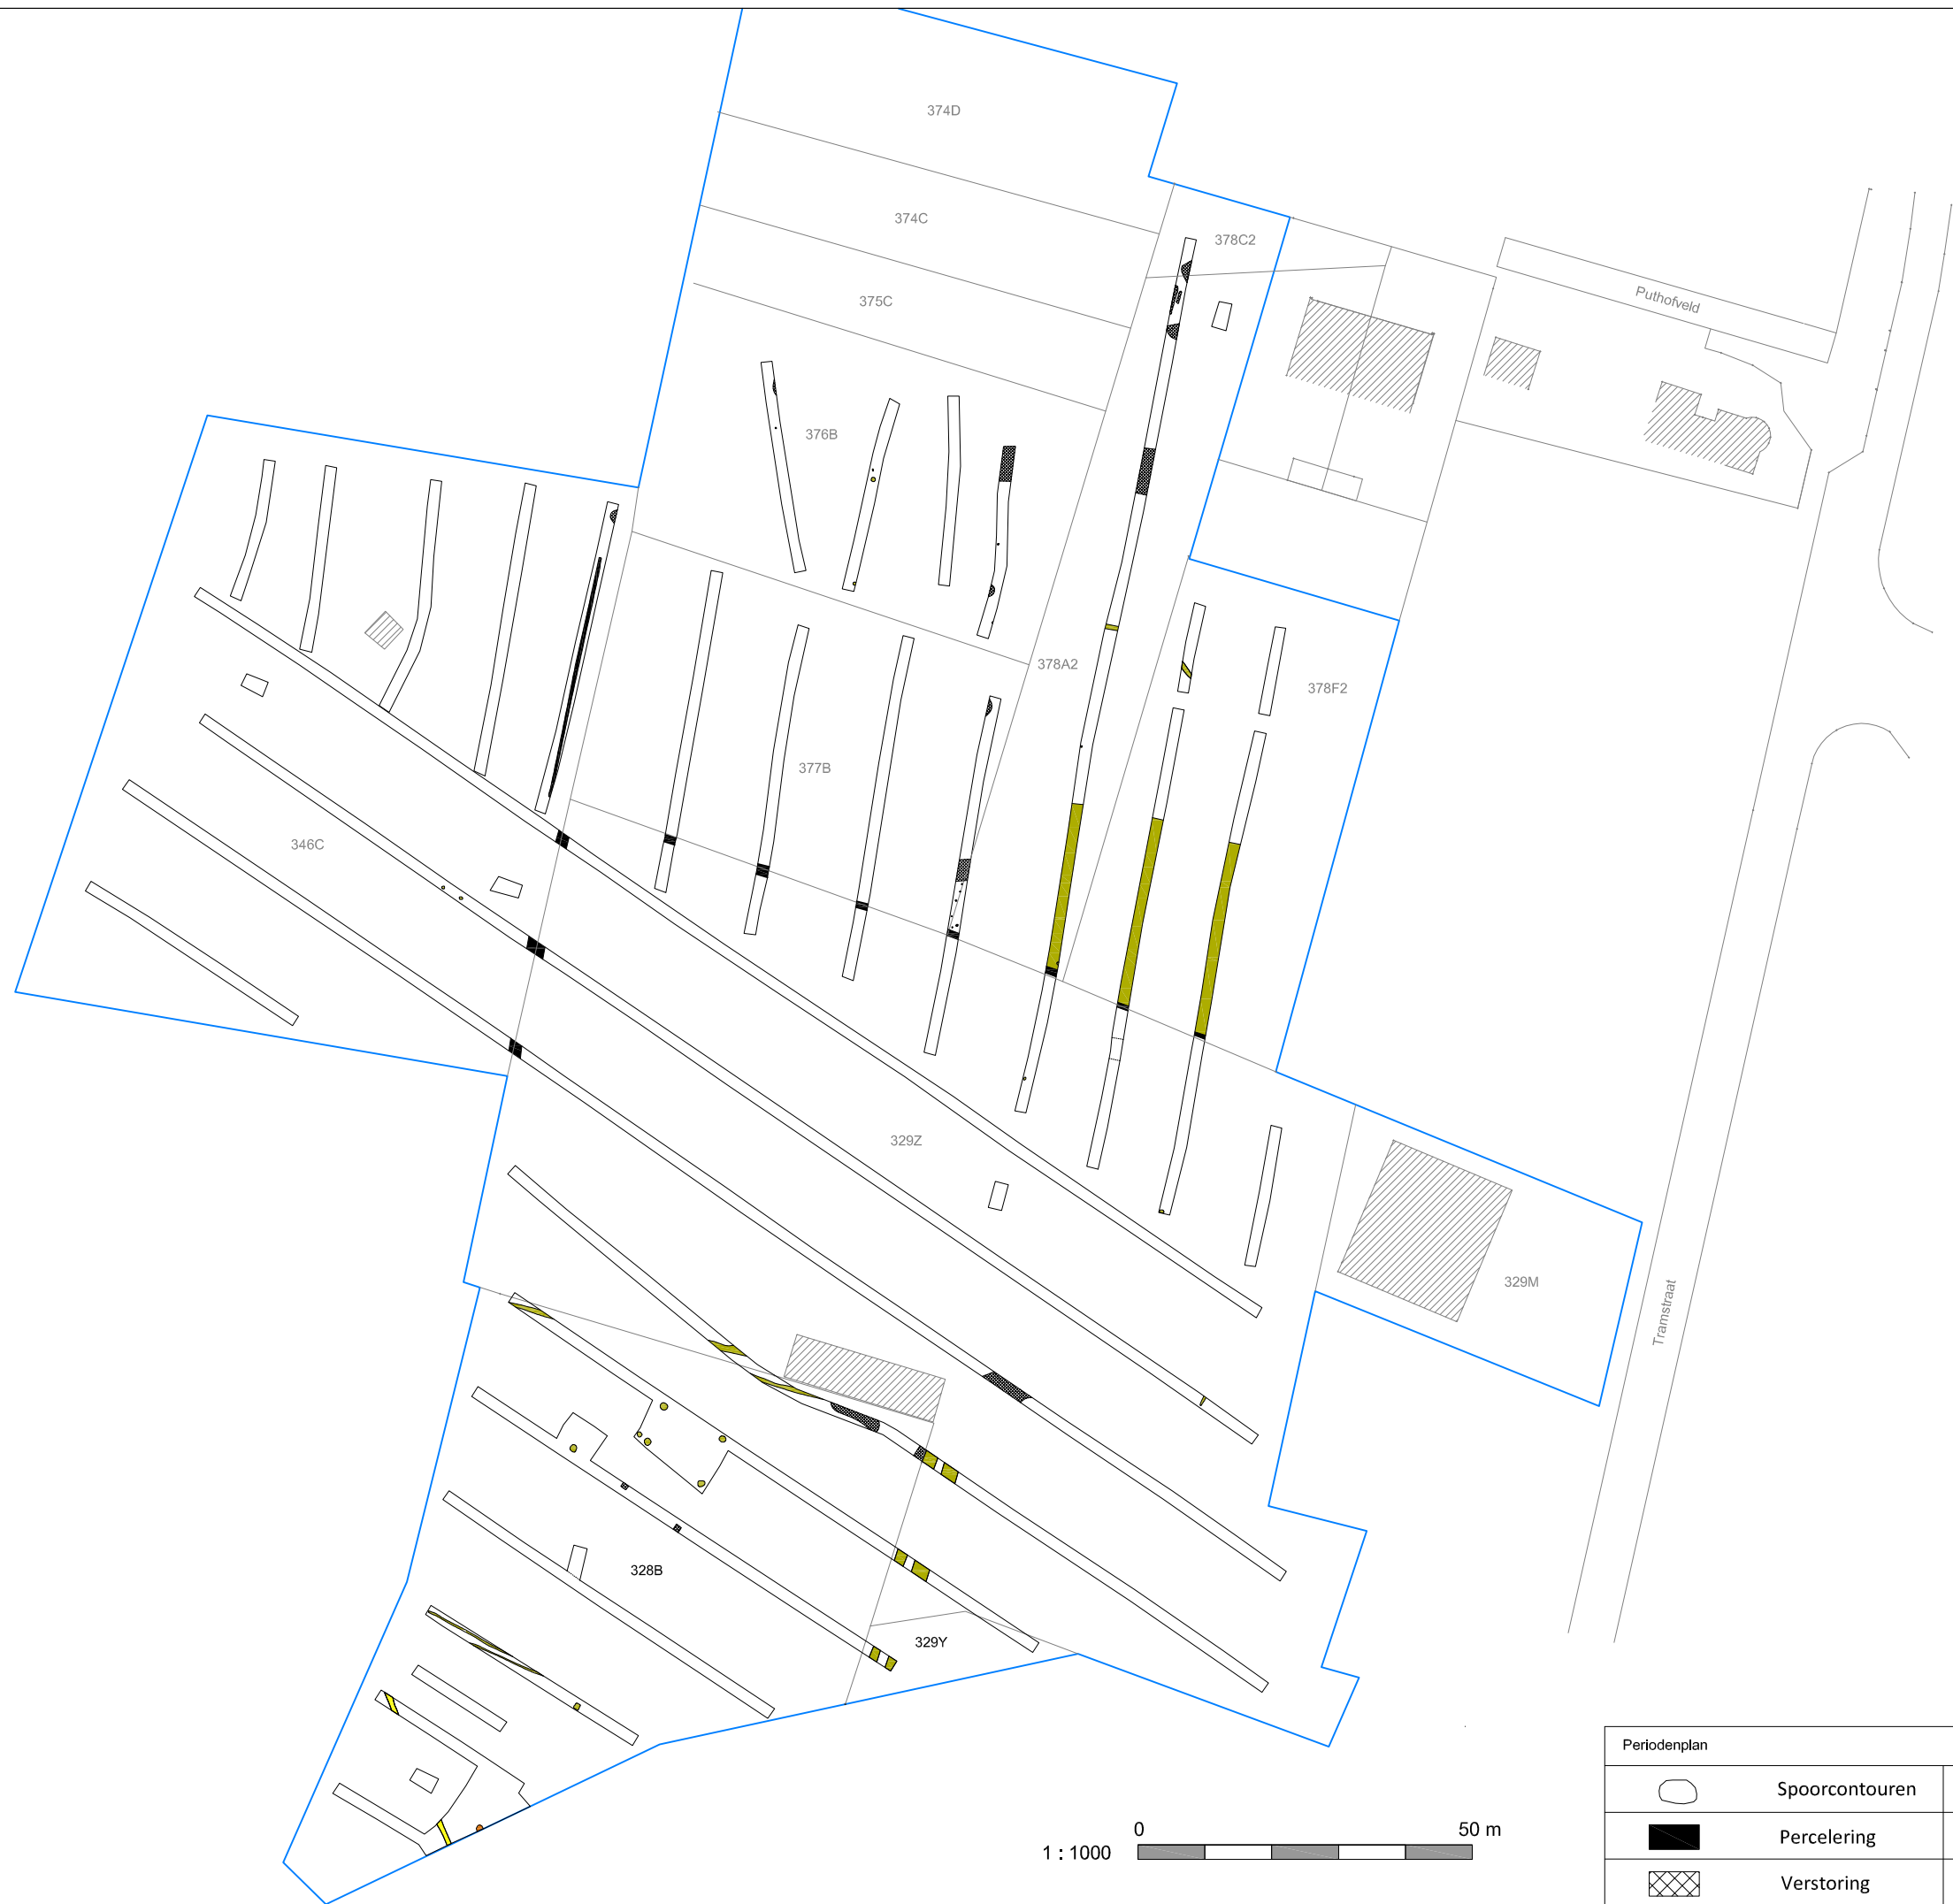 374D
374C
378C2
375C
Puthofveld
376B
378A2
378F2
377B
346C
329Z
329M
Tramstraat
328B
329Y
Periodenplan
Spoorcontouren
0 50 m
1 : 1000
Percelering
Verstoring